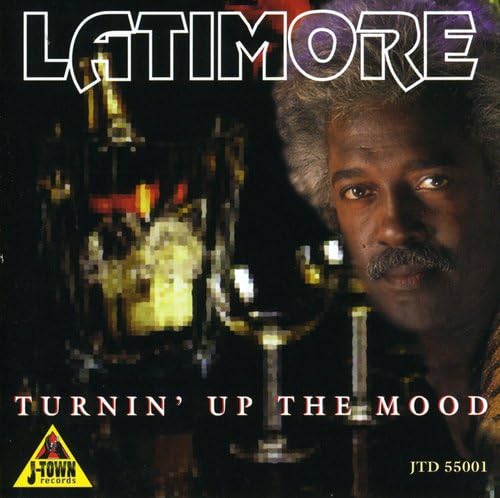 LATIMORE
TURNIN' UP THE MOOD
J-TOWN
records
JTD 55001